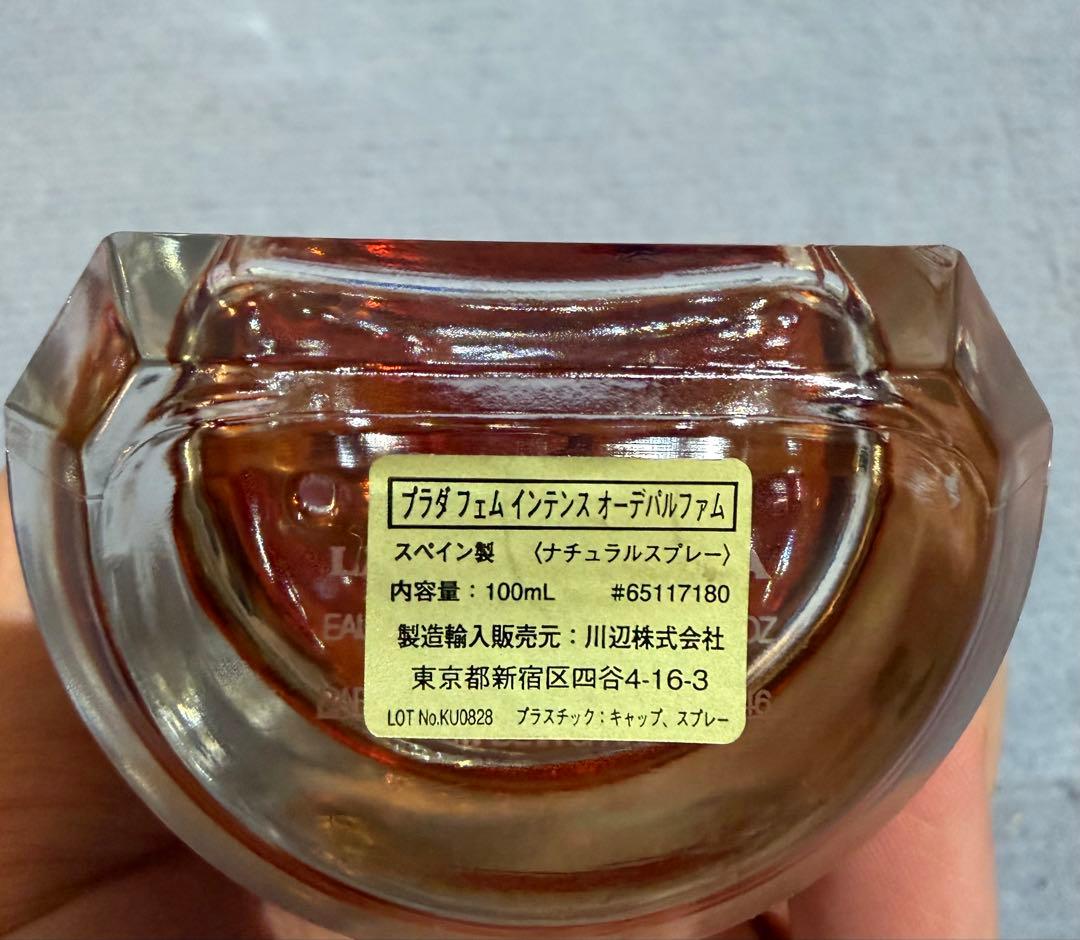 プラダ フェム インテンス オーデパルファム
スペイン製 〈ナチュラルスプレー〉
内容量：100mL #65117180
製造輸入販売元：川辺株式会社
東京都新宿区四谷4-16-3
LOT No.KU0828 プラスチック：キャップ、スプレー